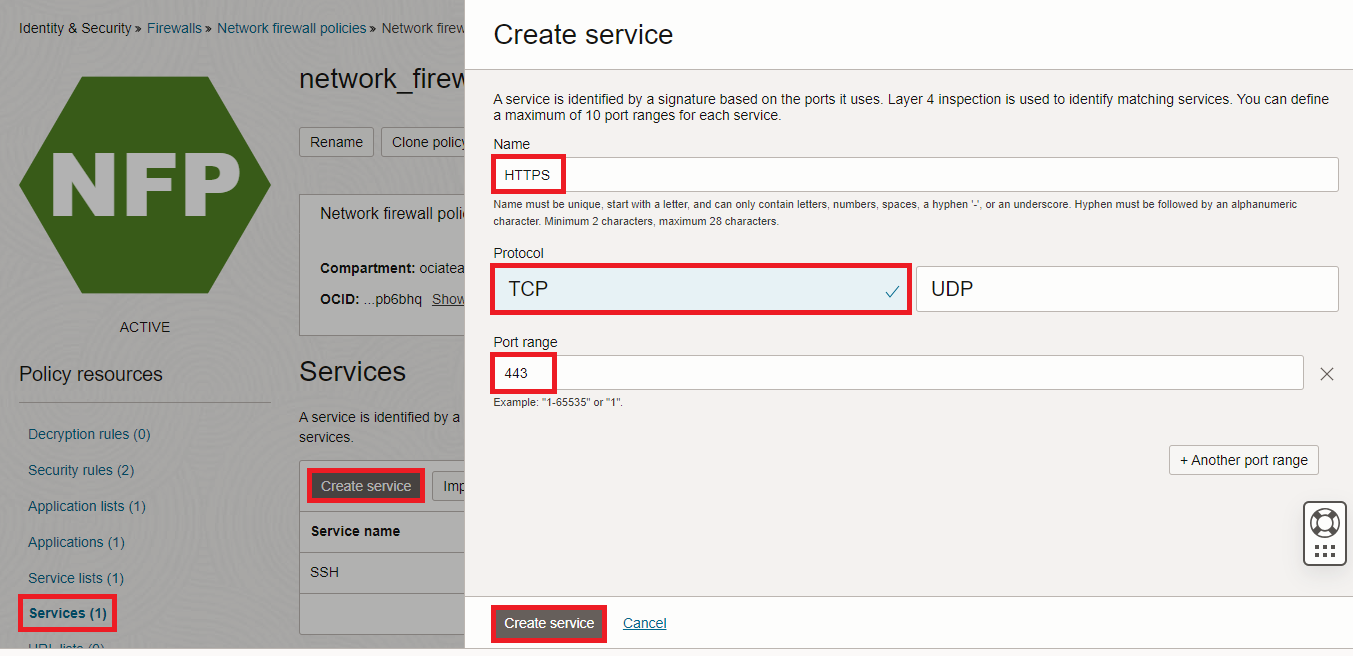 Identity & Security » Firewalls » Network firewall policies » Network firew
NFP
ACTIVE
Policy resources
Decryption rules (0)
Security rules (2)
Application lists (1)
Applications (1)
Service lists (1)
Services (1)
URL lists (0)
network_firew
Rename
Clone policy
Network firewall poli
Compartment: ociatea
OCID: ...pb6bhq Show
Services
A service is identified by a
services.
Create service
Imp
Service name
SSH
Create service
A service is identified by a signature based on the ports it uses. Layer 4 inspection is used to identify matching services. You can define
a maximum of 10 port ranges for each service.
Name
HTTPS
Name must be unique, start with a letter, and can only contain letters, numbers, spaces, a hyphen '-', or an underscore. Hyphen must be followed by an alphanumeric
character. Minimum 2 characters, maximum 28 characters.
Protocol
TCP
UDP
Port range
443
Example: "1-65535" or "1".
+ Another port range
Create service
Cancel